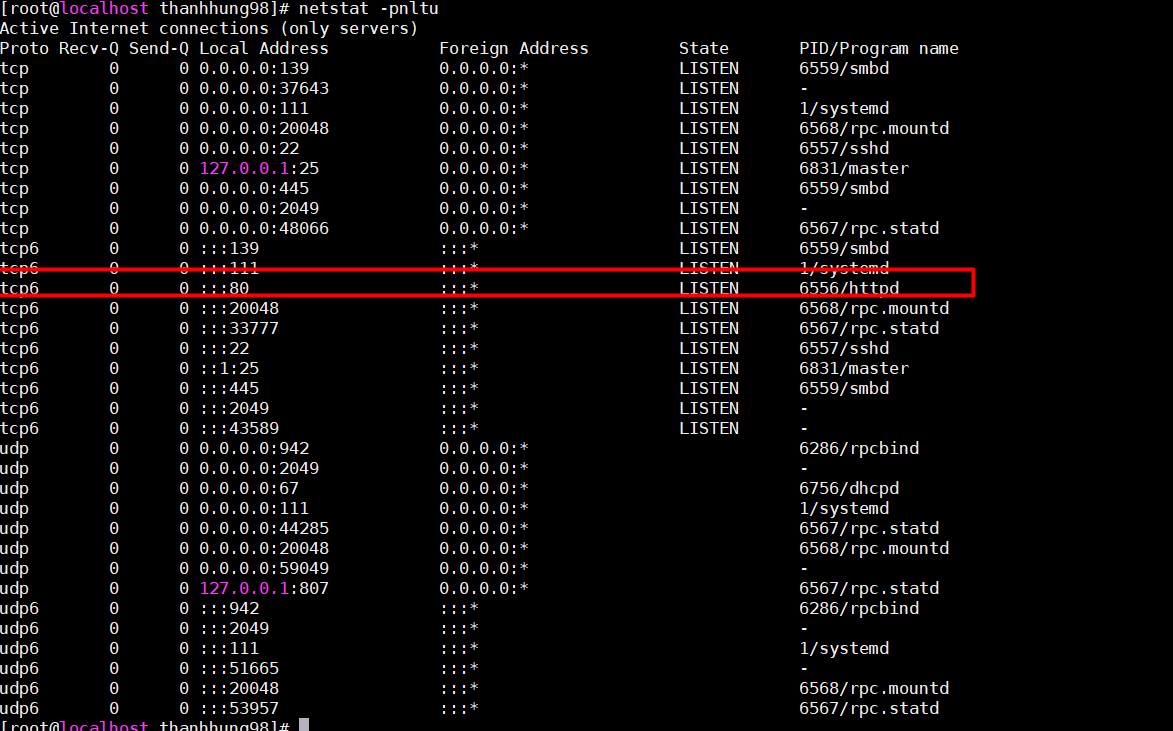 [root@localhost thanhhung98]# netstat -pnltu
Active Internet connections (only servers)
Proto Recv-Q Send-Q Local Address           Foreign Address         State       PID/Program name
tcp        0      0 0.0.0.0:139             0.0.0.0:*               LISTEN      6559/smbd
tcp        0      0 0.0.0.0:37643           0.0.0.0:*               LISTEN      -
tcp        0      0 0.0.0.0:111             0.0.0.0:*               LISTEN      1/systemd
tcp        0      0 0.0.0.0:20048           0.0.0.0:*               LISTEN      6568/rpc.mountd
tcp        0      0 0.0.0.0:22              0.0.0.0:*               LISTEN      6557/sshd
tcp        0      0 127.0.0.1:25            0.0.0.0:*               LISTEN      6831/master
tcp        0      0 0.0.0.0:445             0.0.0.0:*               LISTEN      6559/smbd
tcp        0      0 0.0.0.0:2049            0.0.0.0:*               LISTEN      -
tcp        0      0 0.0.0.0:48066           0.0.0.0:*               LISTEN      6567/rpc.statd
tcp6       0      0 :::139                  :::*                    LISTEN      6559/smbd
tcp6       0      0 :::111                  :::*                    LISTEN      1/systemd
tcp6       0      0 :::80                   :::*                    LISTEN      6556/httpd
tcp6       0      0 :::20048                :::*                    LISTEN      6568/rpc.mountd
tcp6       0      0 :::33777                :::*                    LISTEN      6567/rpc.statd
tcp6       0      0 :::22                   :::*                    LISTEN      6557/sshd
tcp6       0      0 ::1:25                  :::*                    LISTEN      6831/master
tcp6       0      0 :::445                  :::*                    LISTEN      6559/smbd
tcp6       0      0 :::2049                 :::*                    LISTEN      -
tcp6       0      0 :::43589                :::*                    LISTEN      -
udp        0      0 0.0.0.0:942             0.0.0.0:*                           6286/rpcbind
udp        0      0 0.0.0.0:2049            0.0.0.0:*                           -
udp        0      0 0.0.0.0:67              0.0.0.0:*                           6756/dhcpd
udp        0      0 0.0.0.0:111             0.0.0.0:*                           1/systemd
udp        0      0 0.0.0.0:44285           0.0.0.0:*                           6567/rpc.statd
udp        0      0 0.0.0.0:20048           0.0.0.0:*                           6568/rpc.mountd
udp        0      0 0.0.0.0:59049           0.0.0.0:*                           -
udp        0      0 127.0.0.1:807           0.0.0.0:*                           6567/rpc.statd
udp6       0      0 :::942                  :::*                                6286/rpcbind
udp6       0      0 :::2049                 :::*                                -
udp6       0      0 :::111                  :::*                                1/systemd
udp6       0      0 :::51665                :::*                                -
udp6       0      0 :::20048                :::*                                6568/rpc.mountd
udp6       0      0 :::53957                :::*                                6567/rpc.statd
[root@localhost thanhhung98]#